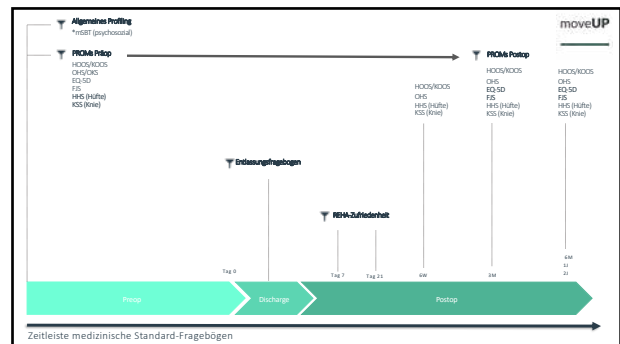 Allgemeines Profiling
*mSBT (psychosozial)
moveUP
PROMs Präop
HOOS/KOOS
OHS/OKS
EQ-5D
FJS
HHS (Hüfte)
KSS (Knie)
PROMs Postop
HOOS/KOOS
OHS
HHS (Hüfte)
KSS (Knie)
HOOS/KOOS
OHS
EQ-5D
FJS
HHS (Hüfte)
KSS (Knie)
HOOS/KOOS
OHS
EQ-5D
FJS
HHS (Hüfte)
KSS (Knie)
Entlassungsfragebogen
REHA-Zufriedenheit
Tag 0
Tag 7
Tag 21
6W
3M
6M
1J
2J
Preop
Discharge
Postop
Zeitleiste medizinische Standard-Fragebögen